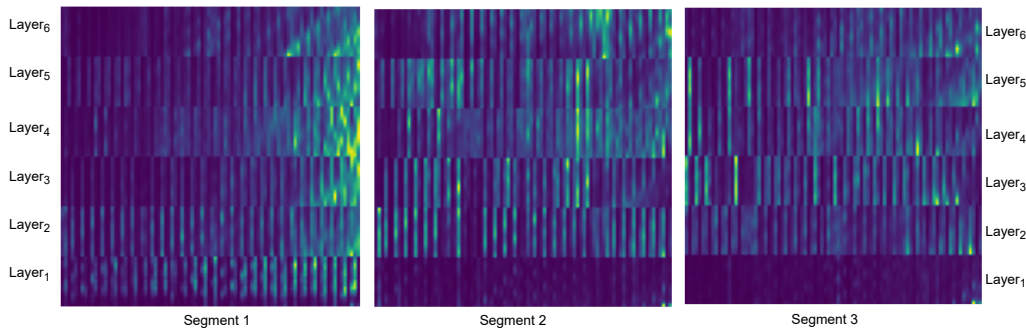 Layer₆
Layer₅
Layer₄
Layer₃
Layer₂
Layer₁
Layer₆
Layer₅
Layer₄
Layer₃
Layer₂
Layer₁
Segment 1
Segment 2
Segment 3